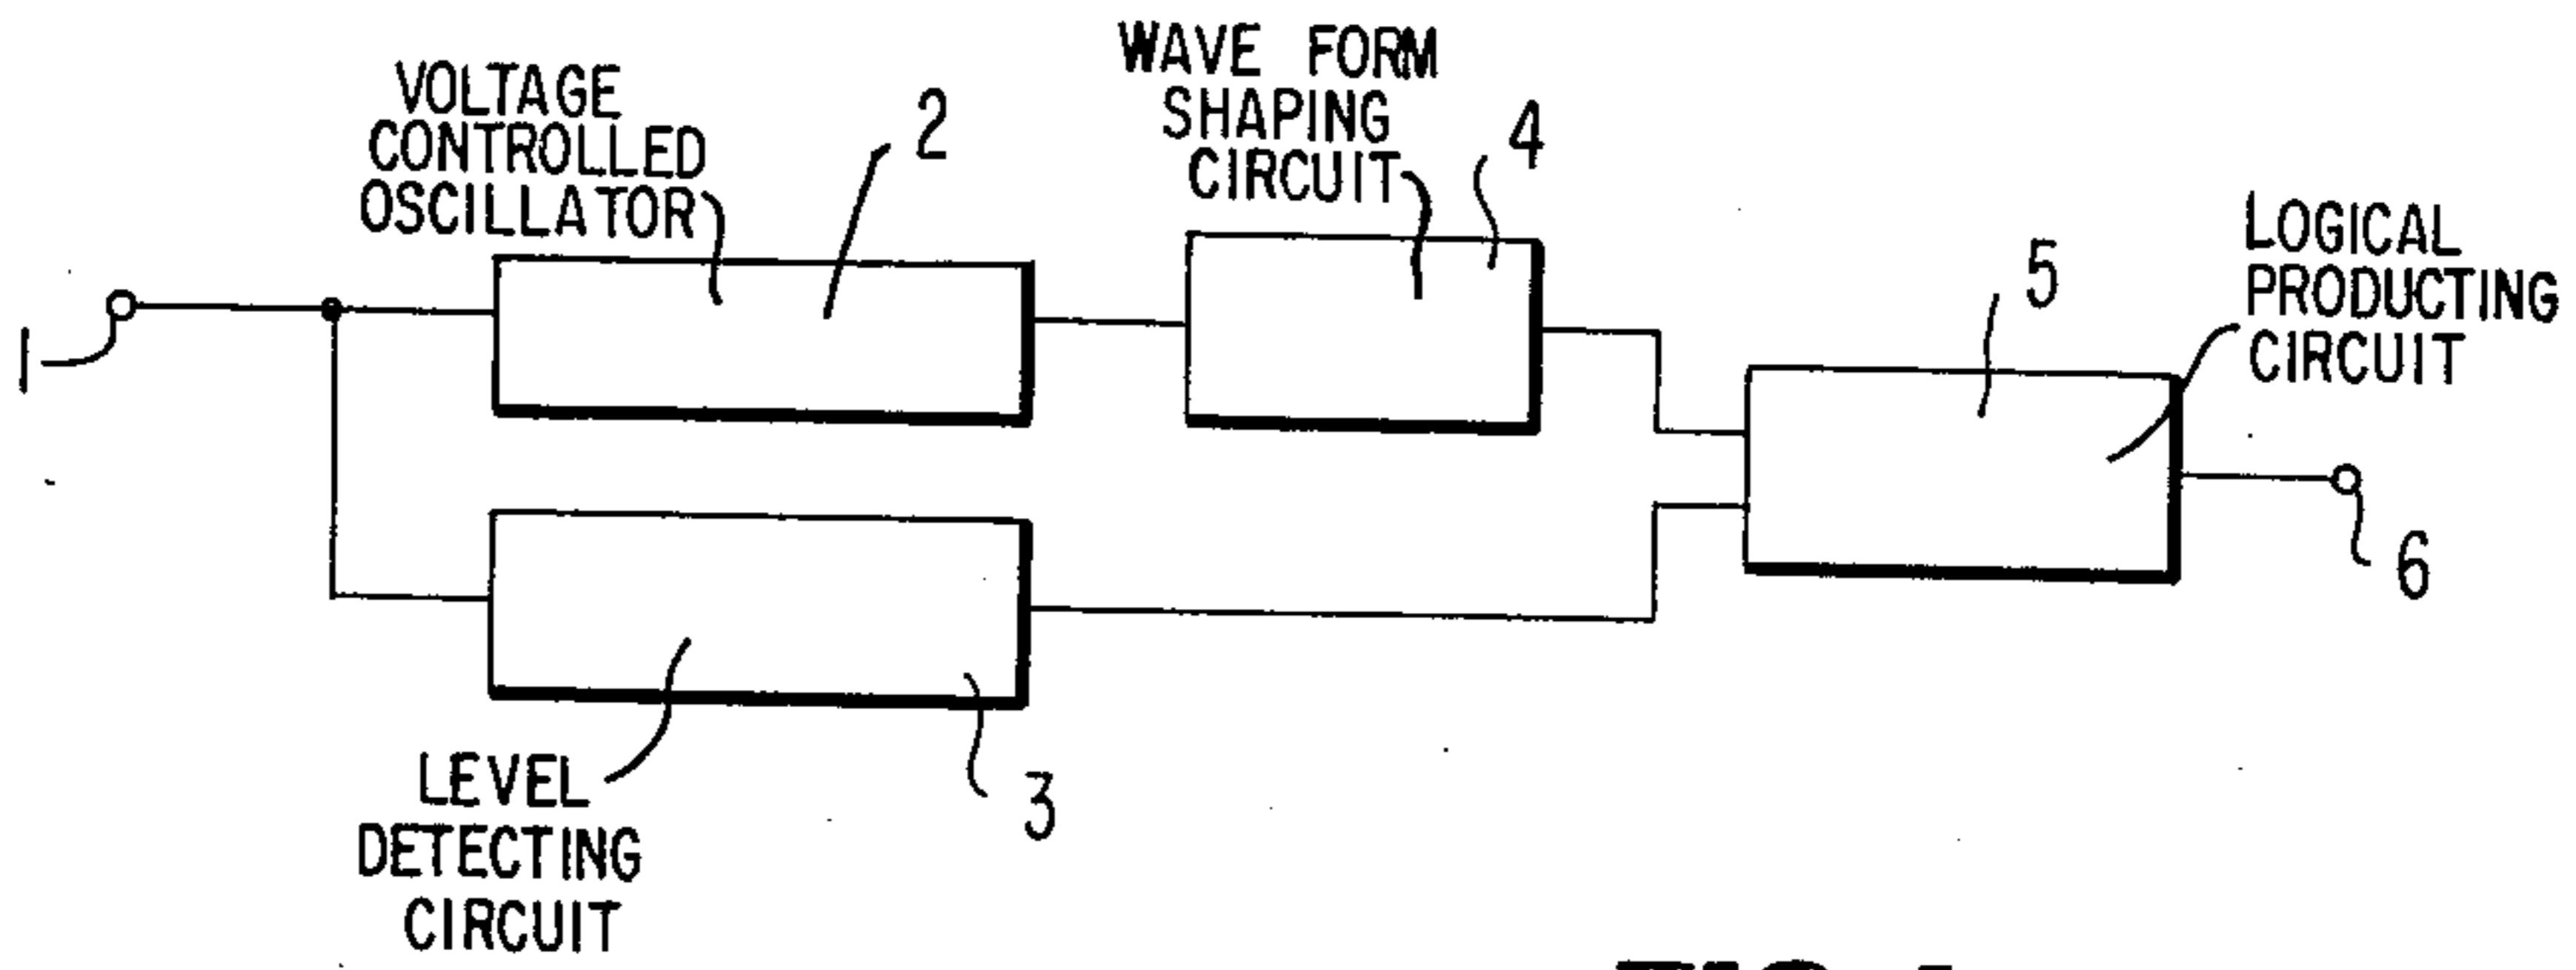 VOLTAGE
CONTROLLED
OSCILLATOR
2
WAVE FORM
SHAPING
CIRCUIT
4
LOGICAL
PRODUCTING
CIRCUIT
5
1
6
LEVEL
DETECTING
CIRCUIT
3